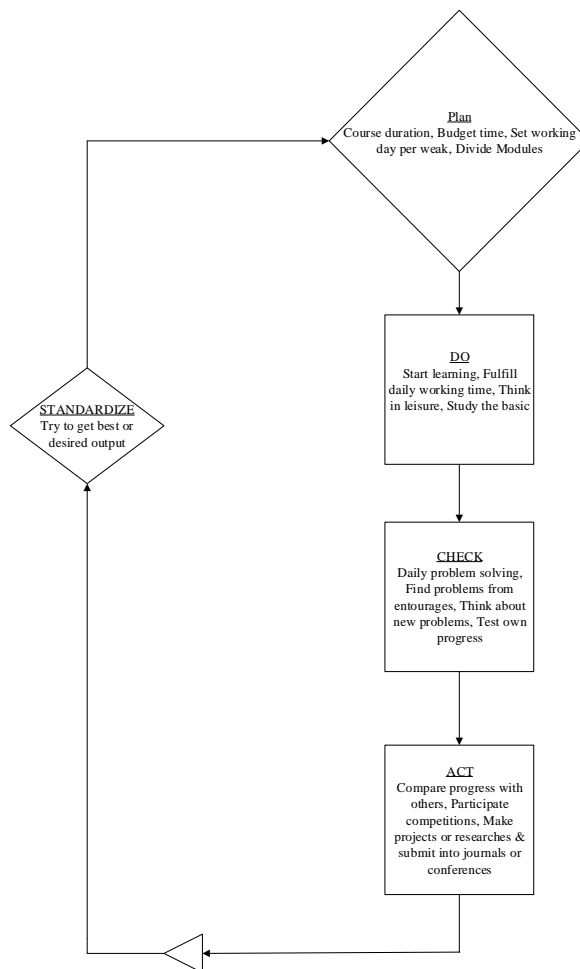 Plan
Course duration, Budget time, Set working
day per weak, Divide Modules
DO
Start learning, Fulfill
daily working time, Think
in leisure, Study the basic
STANDARDIZE
Try to get best or
desired output
CHECK
Daily problem solving,
Find problems from
entourages, Think about
new problems, Test own
progress
ACT
Compare progress with
others, Participate
competitions, Make
projects or researches &
submit into journals or
conferences